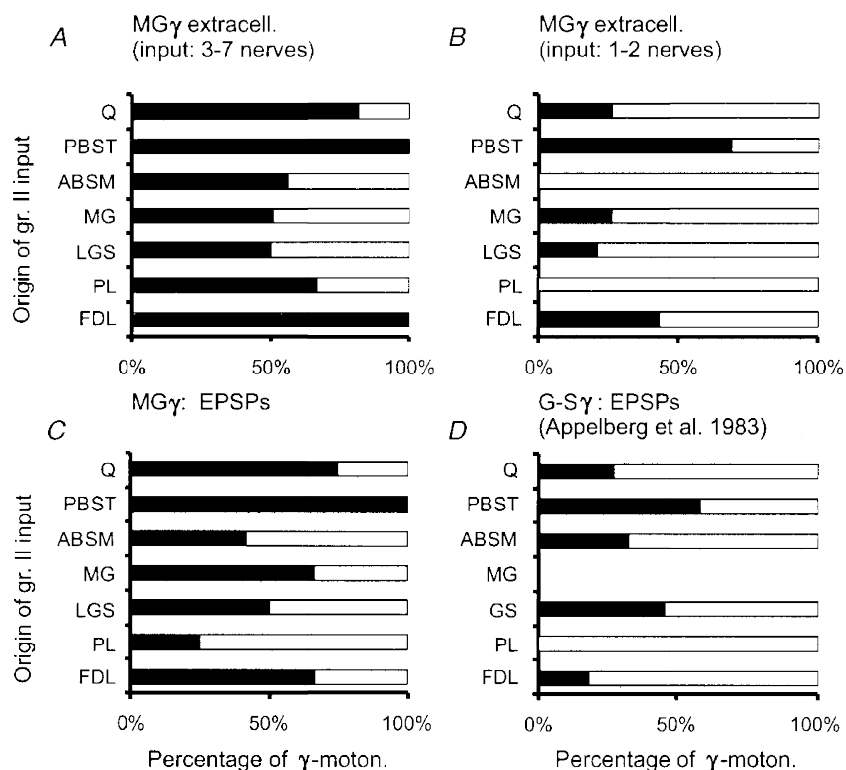 A
MGγ extracell.
(input: 3-7 nerves)
Origin of gr. II input
Q
PBST
ABSM
MG
LGS
PL
FDL
0% 50% 100%
B
MGγ extracell.
(input: 1-2 nerves)
Q
PBST
ABSM
MG
LGS
PL
FDL
0% 50% 100%
C
MGγ: EPSPs
Origin of gr. II input
Q
PBST
ABSM
MG
LGS
PL
FDL
0% 50% 100%
Percentage of γ-moton.
D
G-Sγ : EPSPs
(Appelberg et al. 1983)
Q
PBST
ABSM
MG
GS
PL
FDL
0% 50% 100%
Percentage of γ-moton.